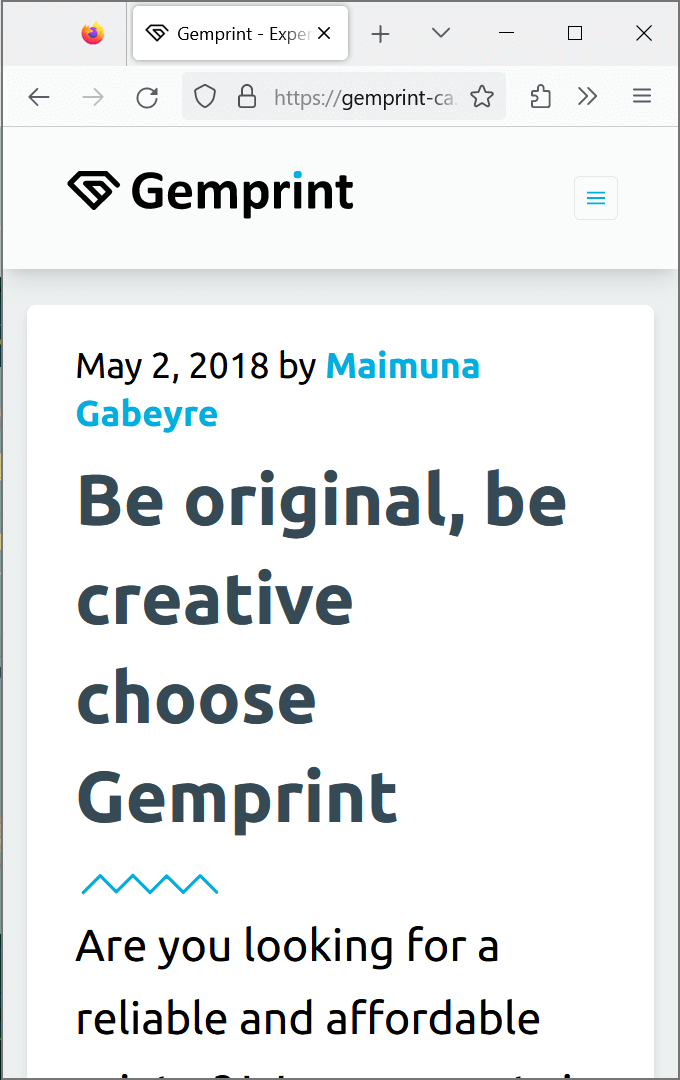 Gemprint - Exper
https://gemprint-ca.
Gemprint
May 2, 2018 by Maimuna
Gabeyre
Be original, be
creative
choose
Gemprint
Are you looking for a
reliable and affordable